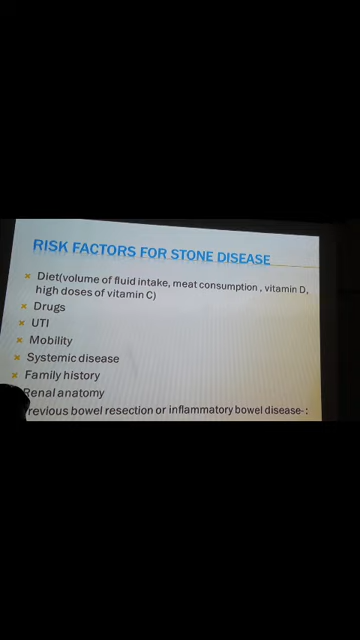 RISK FACTORS FOR STONE DISEASE
Diet(volume of fluid intake, meat consumption , vitamin D,
high doses of vitamin C)
Drugs
UTI
Mobility
Systemic disease
Family history
Renal anatomy
revious bowel resection or inflammatory bowel disease-: